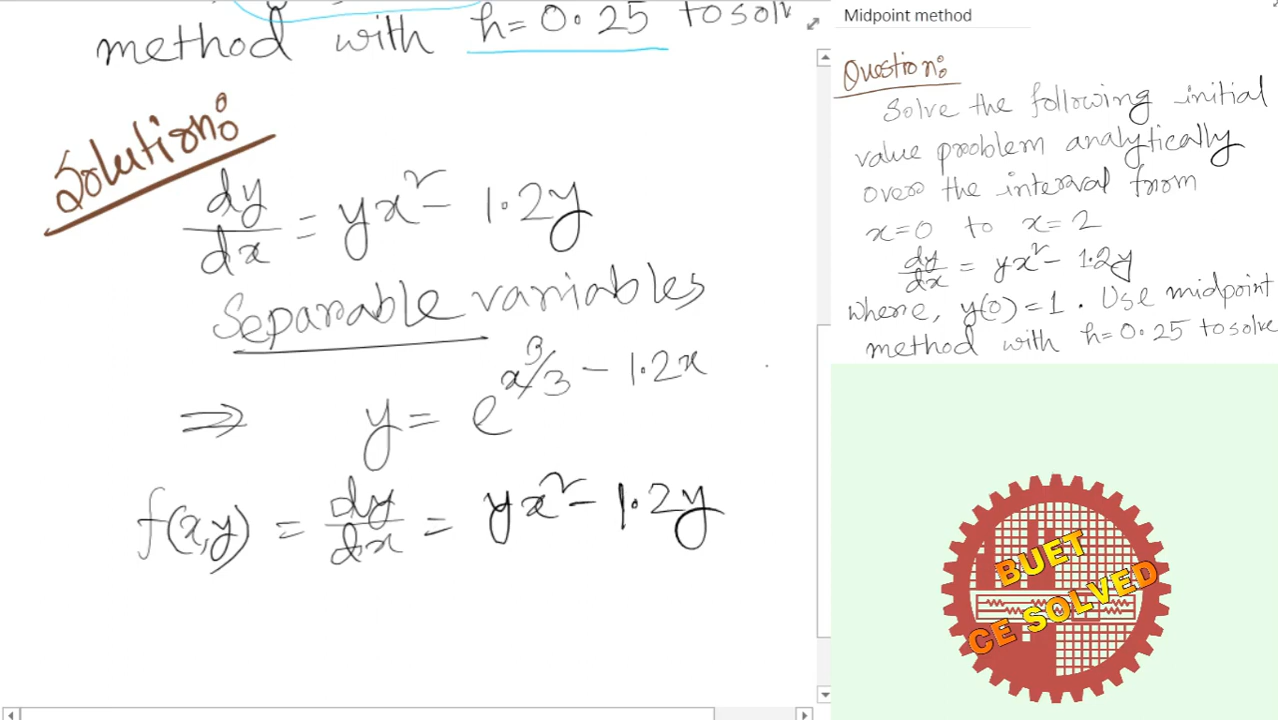 method with h=0.25 to solv
Solution:
dy/dx = yx² - 1.2y
Separable variables
⇒ y = e^(x³/3 - 1.2x)
f(x,y) = dy/dx = yx² - 1.2y
Midpoint method
Question:
Solve the following initial
value problem analytically
over the interval from
x=0 to x=2
dy/dx = yx² - 1.2y
where, y(0)=1. Use midpoint
method with h=0.25 to solve
BUET
CE SOLVED